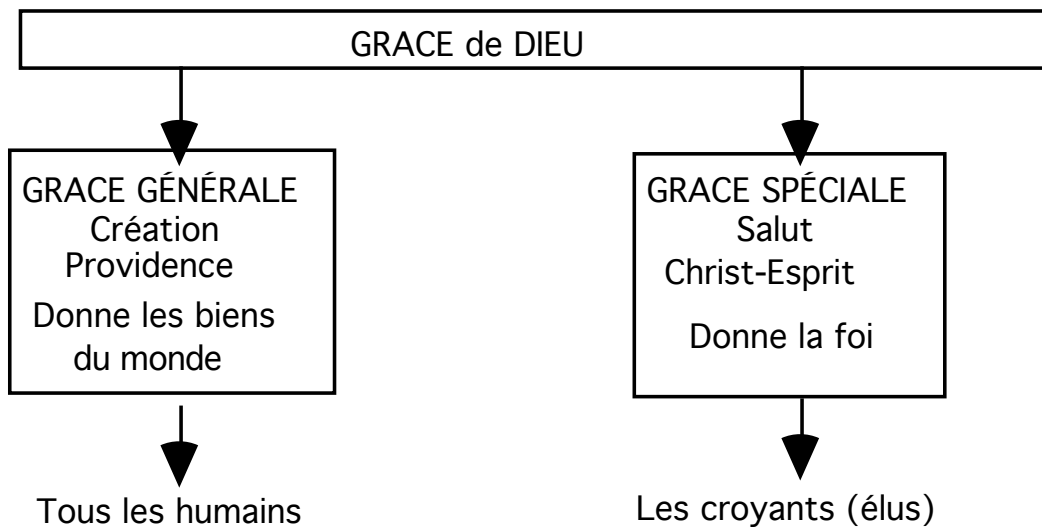 GRACE de DIEU
GRACE GÉNÉRALE
Création
Providence
Donne les biens
du monde
Tous les humains
GRACE SPÉCIALE
Salut
Christ-Esprit
Donne la foi
Les croyants (élus)